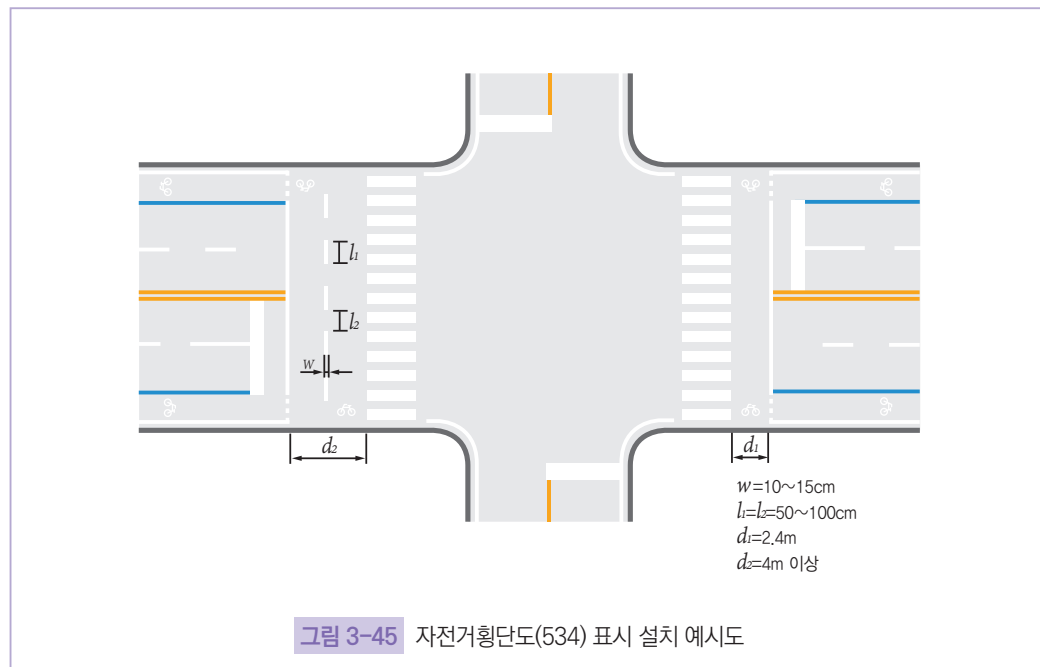 l₁
l₂
w
d₂
d₁
w=10~15cm
l₁=l₂=50~100cm
d₁=2.4m
d₂=4m 이상
그림 3-45 자전거횡단도(534) 표시 설치 예시도